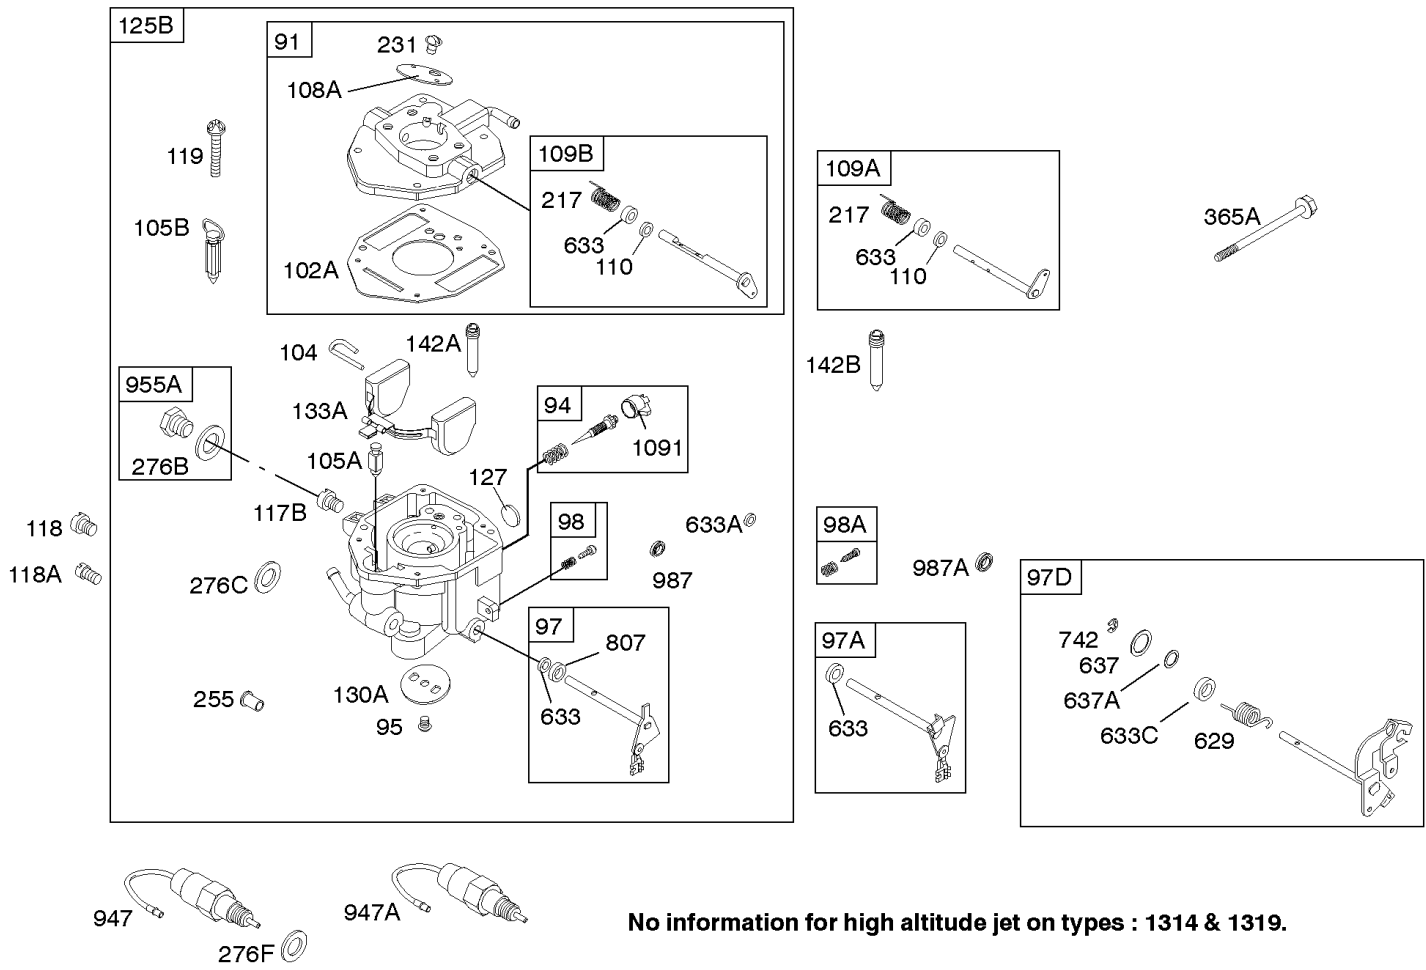 125B
91
231
108A
119
109B
109A
217
217
365A
105B
633
633
110
110
102A
142A
104
142B
955A
94
133A
1091
276B
105A
127
117B
98
633A
98A
118
987
987A
97D
118A
276C
97
807
97A
742
637
637A
255
130A
633
633
633C
629
95
947
947A
276F
No information for high altitude jet on types : 1314 & 1319.